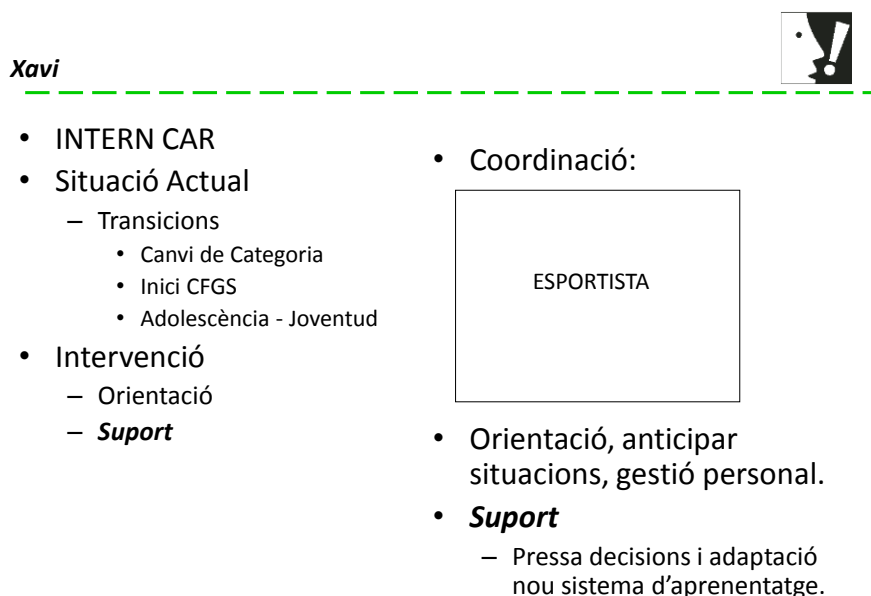 Xavi
INTERN CAR
Situació Actual
– Transicions
Canvi de Categoria
Inici CFGS
Adolescència - Joventud
Intervenció
– Orientació
– Suport
Coordinació:
ESPORTISTA
Orientació, anticipar
situacions, gestió personal.
Suport
– Pressa decisions i adaptació
nou sistema d'aprenentatge.